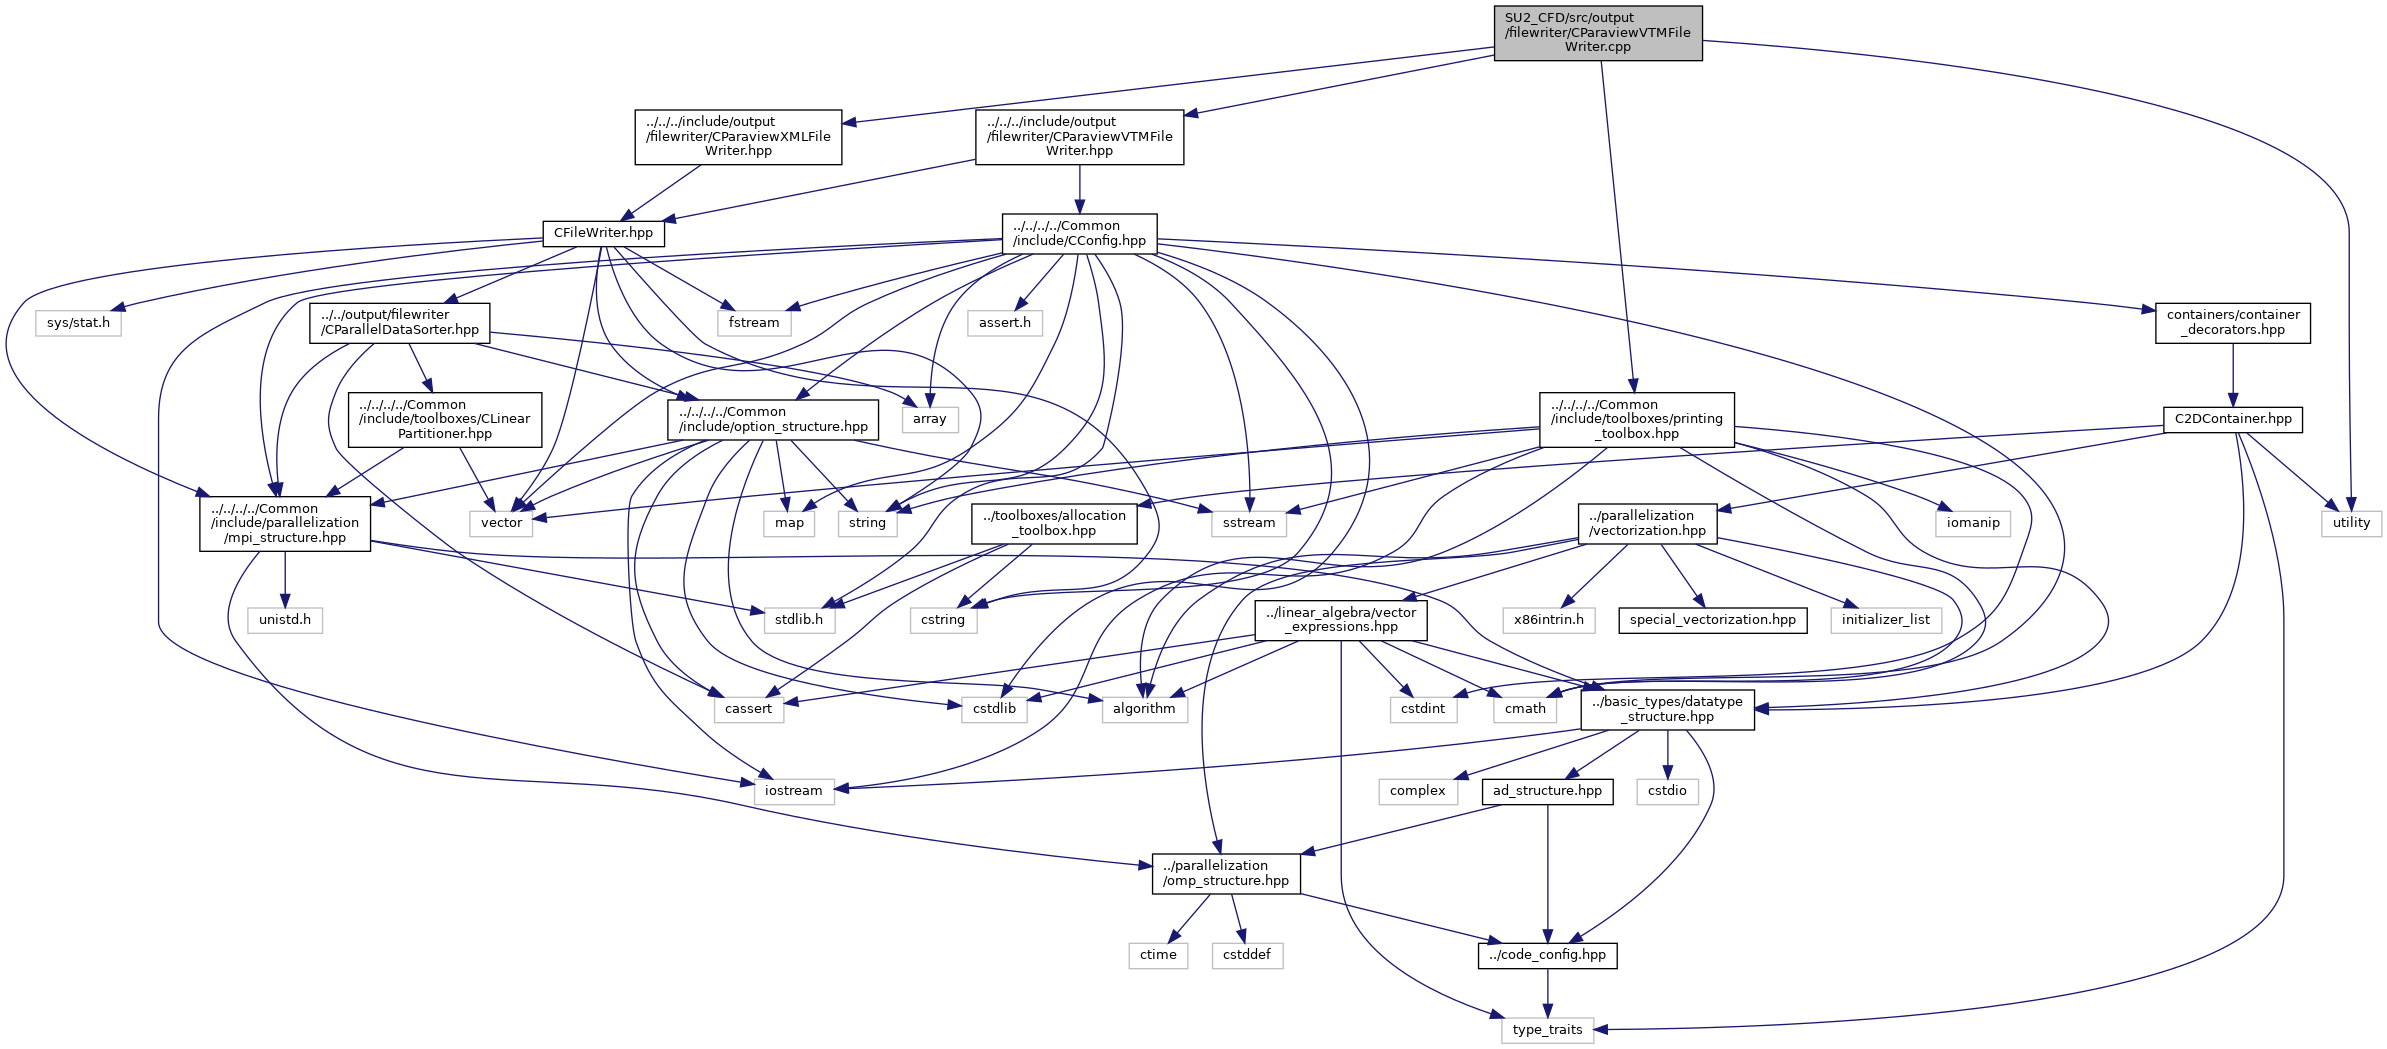 SU2_CFD/src/output
/filewriter/CParaviewVTMFile
Writer.cpp
../../../include/output
/filewriter/CParaviewXMLFile
Writer.hpp
../../../include/output
/filewriter/CParaviewVTMFile
Writer.hpp
CFileWriter.hpp
../../../../Common
/include/CConfig.hpp
sys/stat.h
../../output/filewriter
/CParallelDataSorter.hpp
fstream
assert.h
containers/container
_decorators.hpp
../../../../Common
/include/toolboxes/CLinear
Partitioner.hpp
../../../../Common
/include/option_structure.hpp
array
../../../../Common
/include/toolboxes/printing
_toolbox.hpp
C2DContainer.hpp
../../../../Common
/include/parallelization
/mpi_structure.hpp
vector
map
string
../toolboxes/allocation
_toolbox.hpp
sstream
../parallelization
/vectorization.hpp
iomanip
utility
unistd.h
stdlib.h
cstring
../linear_algebra/vector
_expressions.hpp
x86intrin.h
special_vectorization.hpp
initializer_list
cassert
cstdlib
algorithm
cstdint
cmath
../basic_types/datatype
_structure.hpp
iostream
complex
ad_structure.hpp
cstdio
../parallelization
/omp_structure.hpp
ctime
cstddef
../code_config.hpp
type_traits